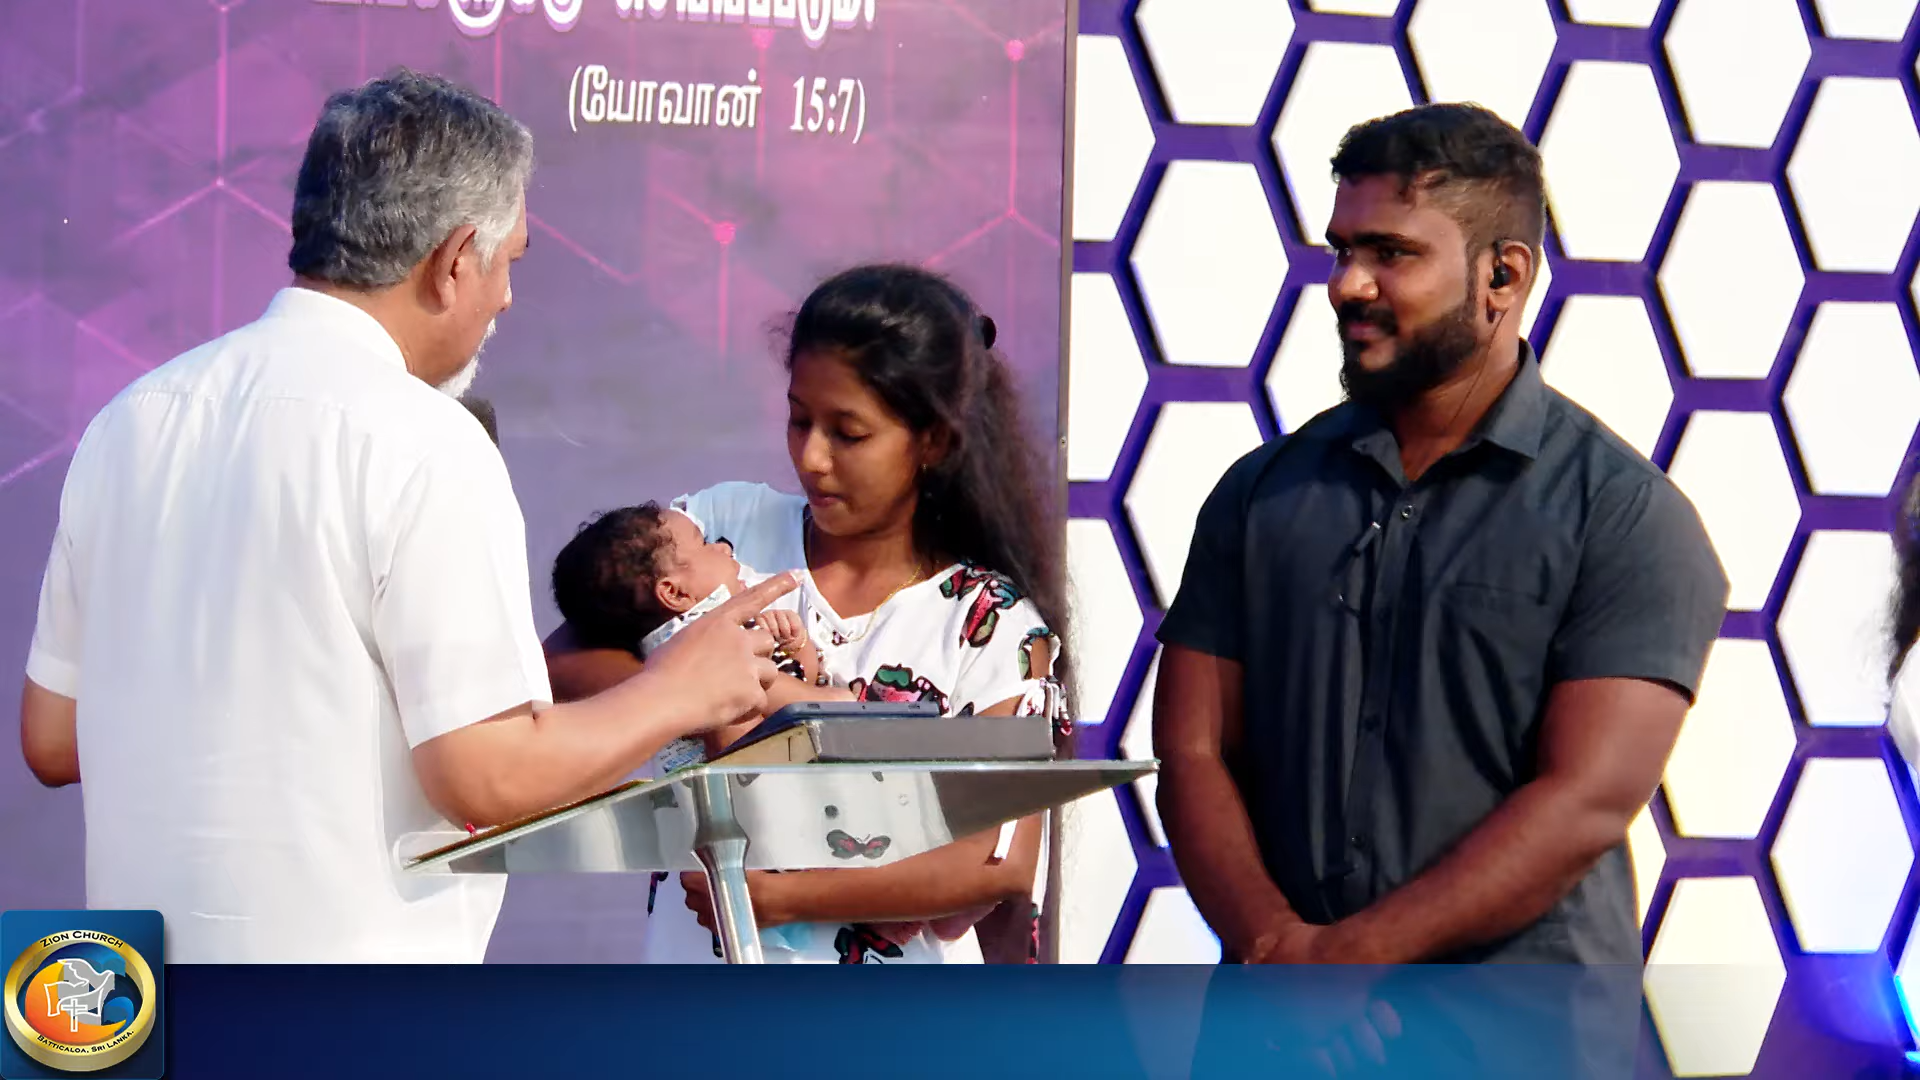 (யோவான் 15:7)
ZION CHURCH
BATTICALOA, SRI LANKA.